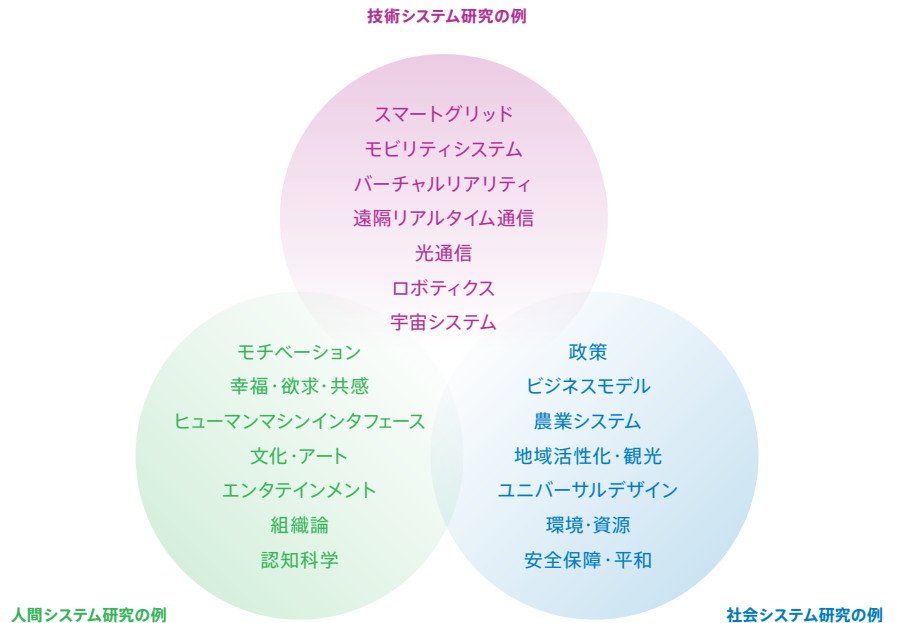 技術システム研究の例
スマートグリッド
モビリティシステム
バーチャルリアリティ
遠隔リアルタイム通信
光通信
ロボティクス
宇宙システム
モチベーション
幸福・欲求・共感
ヒューマンマシンインタフェース
文化・アート
エンタテインメント
組織論
認知科学
人間システム研究の例
政策
ビジネスモデル
農業システム
地域活性化・観光
ユニバーサルデザイン
環境・資源
安全保障・平和
社会システム研究の例